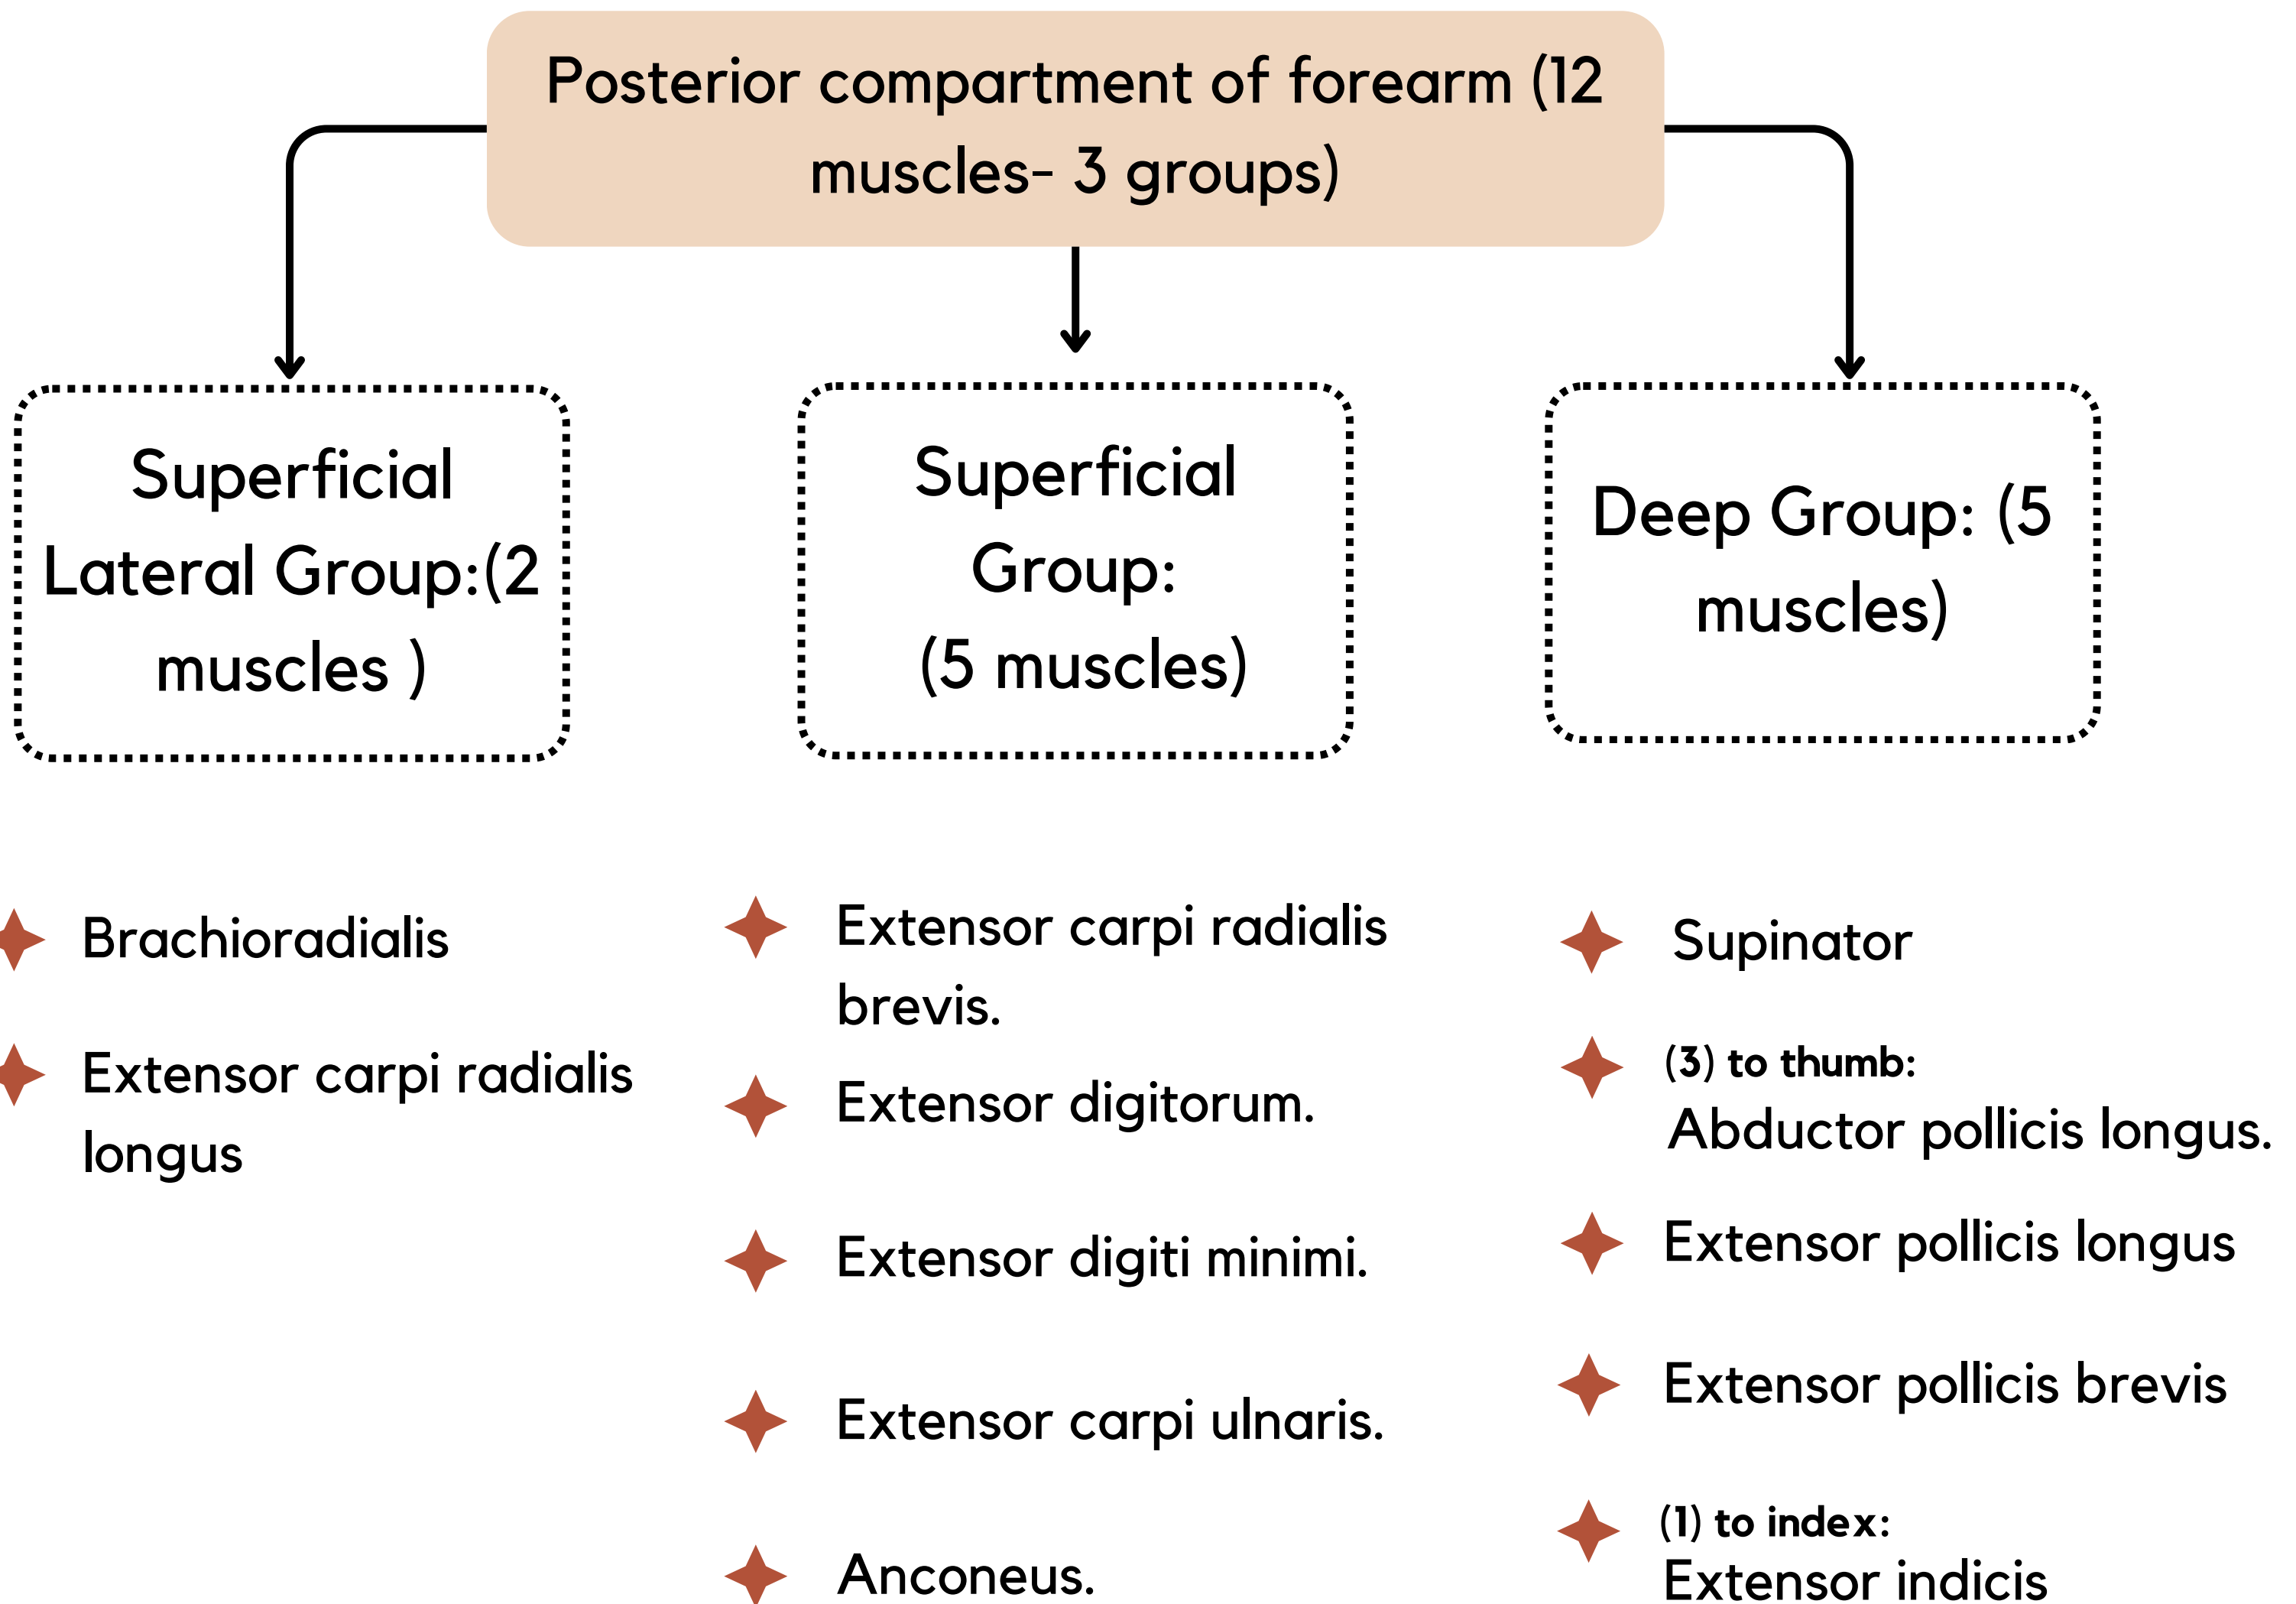 Posterior compartment of forearm (12
muscles- 3 groups)
Superficial
Lateral Group:(2
muscles )
Superficial
Group:
(5 muscles)
Deep Group: (5
muscles)
Brachioradialis
Extensor carpi radialis
longus
Extensor carpi radialis
brevis.
Extensor digitorum.
Extensor digiti minimi.
Extensor carpi ulnaris.
Anconeus.
Supinator
(3) to thumb:
Abductor pollicis longus.
Extensor pollicis longus
Extensor pollicis brevis
(1) to index:
Extensor indicis